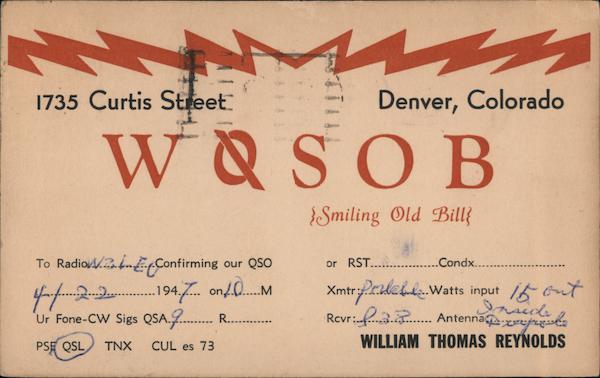 1735 Curtis Street Denver, Colorado
WØSOB
{Smiling Old Bill}
To Radio W2LEO Confirming our QSO or RST Condx
4/22 1947 on 10 M Xmtr: Watts input 15 out
Ur Fone-CW Sigs QSA 9 R Rcvr: Antenna: Inside
PSE QSL TNX CUL es 73 WILLIAM THOMAS REYNOLDS